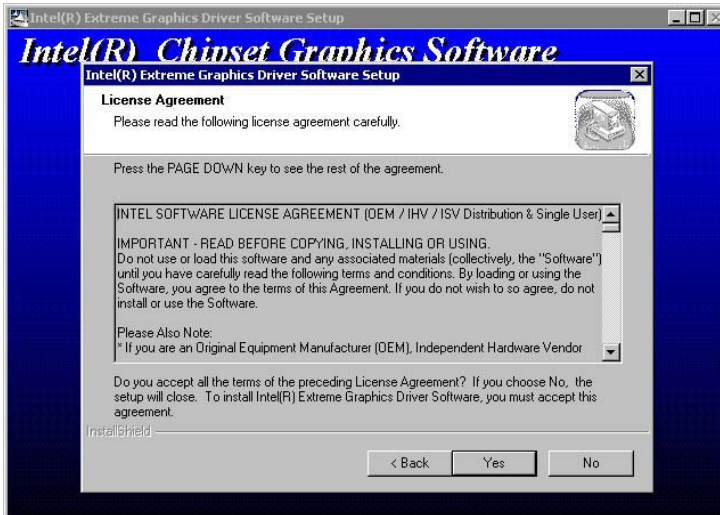 Intel(R) Extreme Graphics Driver Software Setup
Intel(R) Chipset Graphics Software
Intel(R) Extreme Graphics Driver Software Setup
License Agreement
Please read the following license agreement carefully.
Press the PAGE DOWN key to see the rest of the agreement.
INTEL SOFTWARE LICENSE AGREEMENT (OEM / IHV / ISV Distribution & Single User)
IMPORTANT - READ BEFORE COPYING, INSTALLING OR USING.
Do not use or load this software and any associated materials (collectively, the "Software")
until you have carefully read the following terms and conditions. By loading or using the
Software, you agree to the terms of this Agreement. If you do not wish to so agree, do not
install or use the Software.
Please Also Note:
* If you are an Original Equipment Manufacturer (OEM), Independent Hardware Vendor
Do you accept all the terms of the preceding License Agreement? If you choose No, the
setup will close. To install Intel(R) Extreme Graphics Driver Software, you must accept this
agreement.
InstallShield
< Back
Yes
No